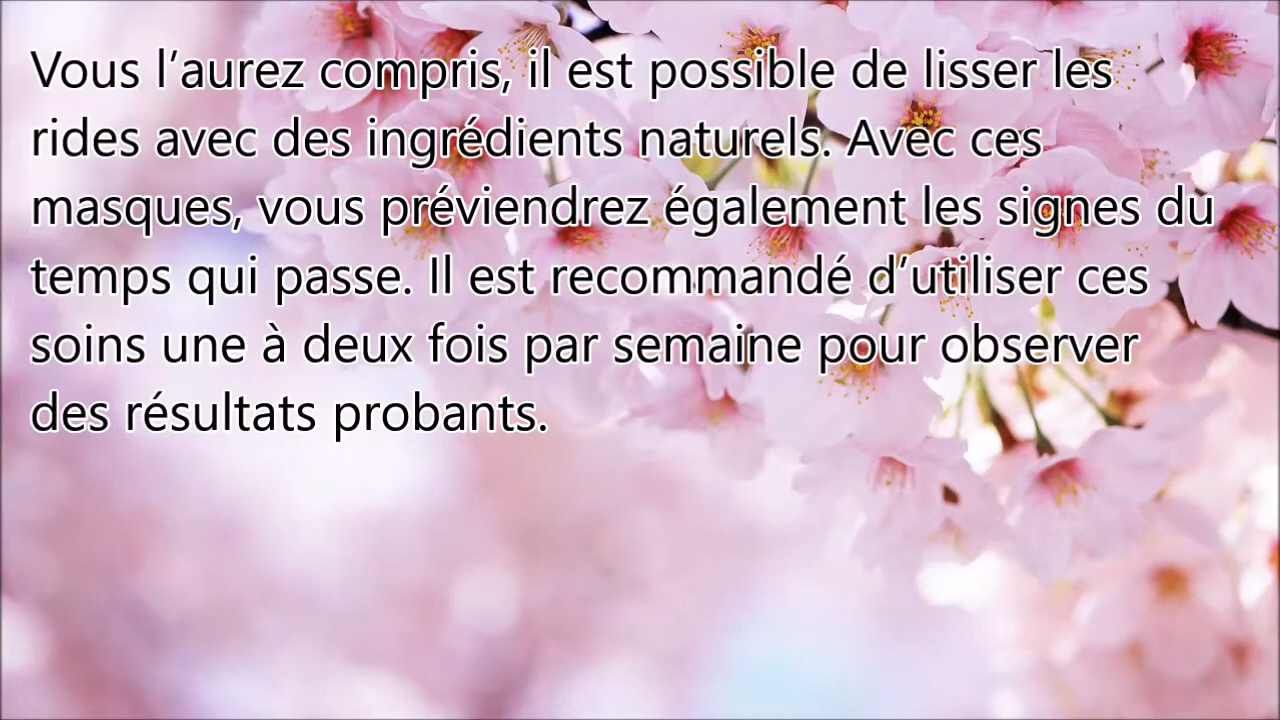 Vous l’aurez compris, il est possible de lisser les
rides avec des ingrédients naturels. Avec ces
masques, vous préviendrez également les signes du
temps qui passe. Il est recommandé d’utiliser ces
soins une à deux fois par semaine pour observer
des résultats probants.